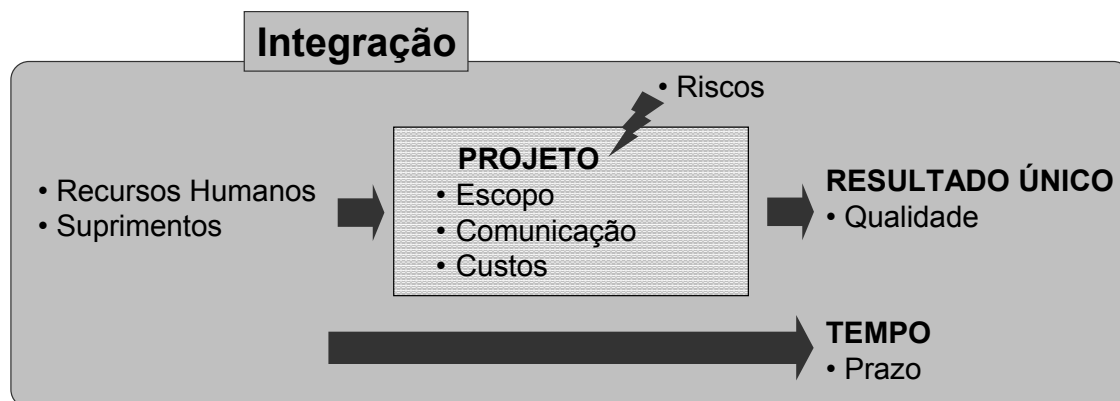 Integração
• Riscos
• Recursos Humanos
• Suprimentos
PROJETO
• Escopo
• Comunicação
• Custos
RESULTADO ÚNICO
• Qualidade
TEMPO
• Prazo